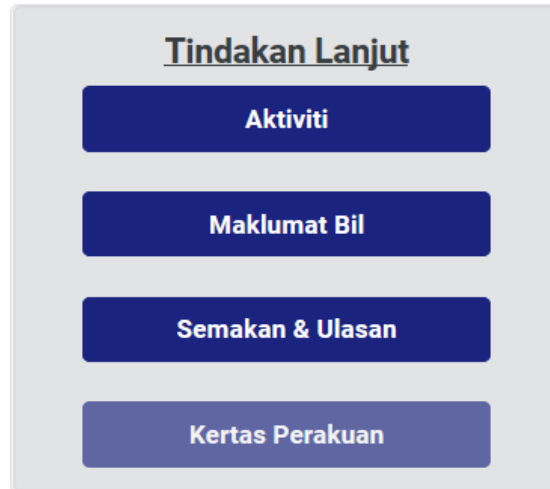 Tindakan Lanjut
Aktiviti
Maklumat Bil
Semakan & Ulasan
Kertas Perakuan